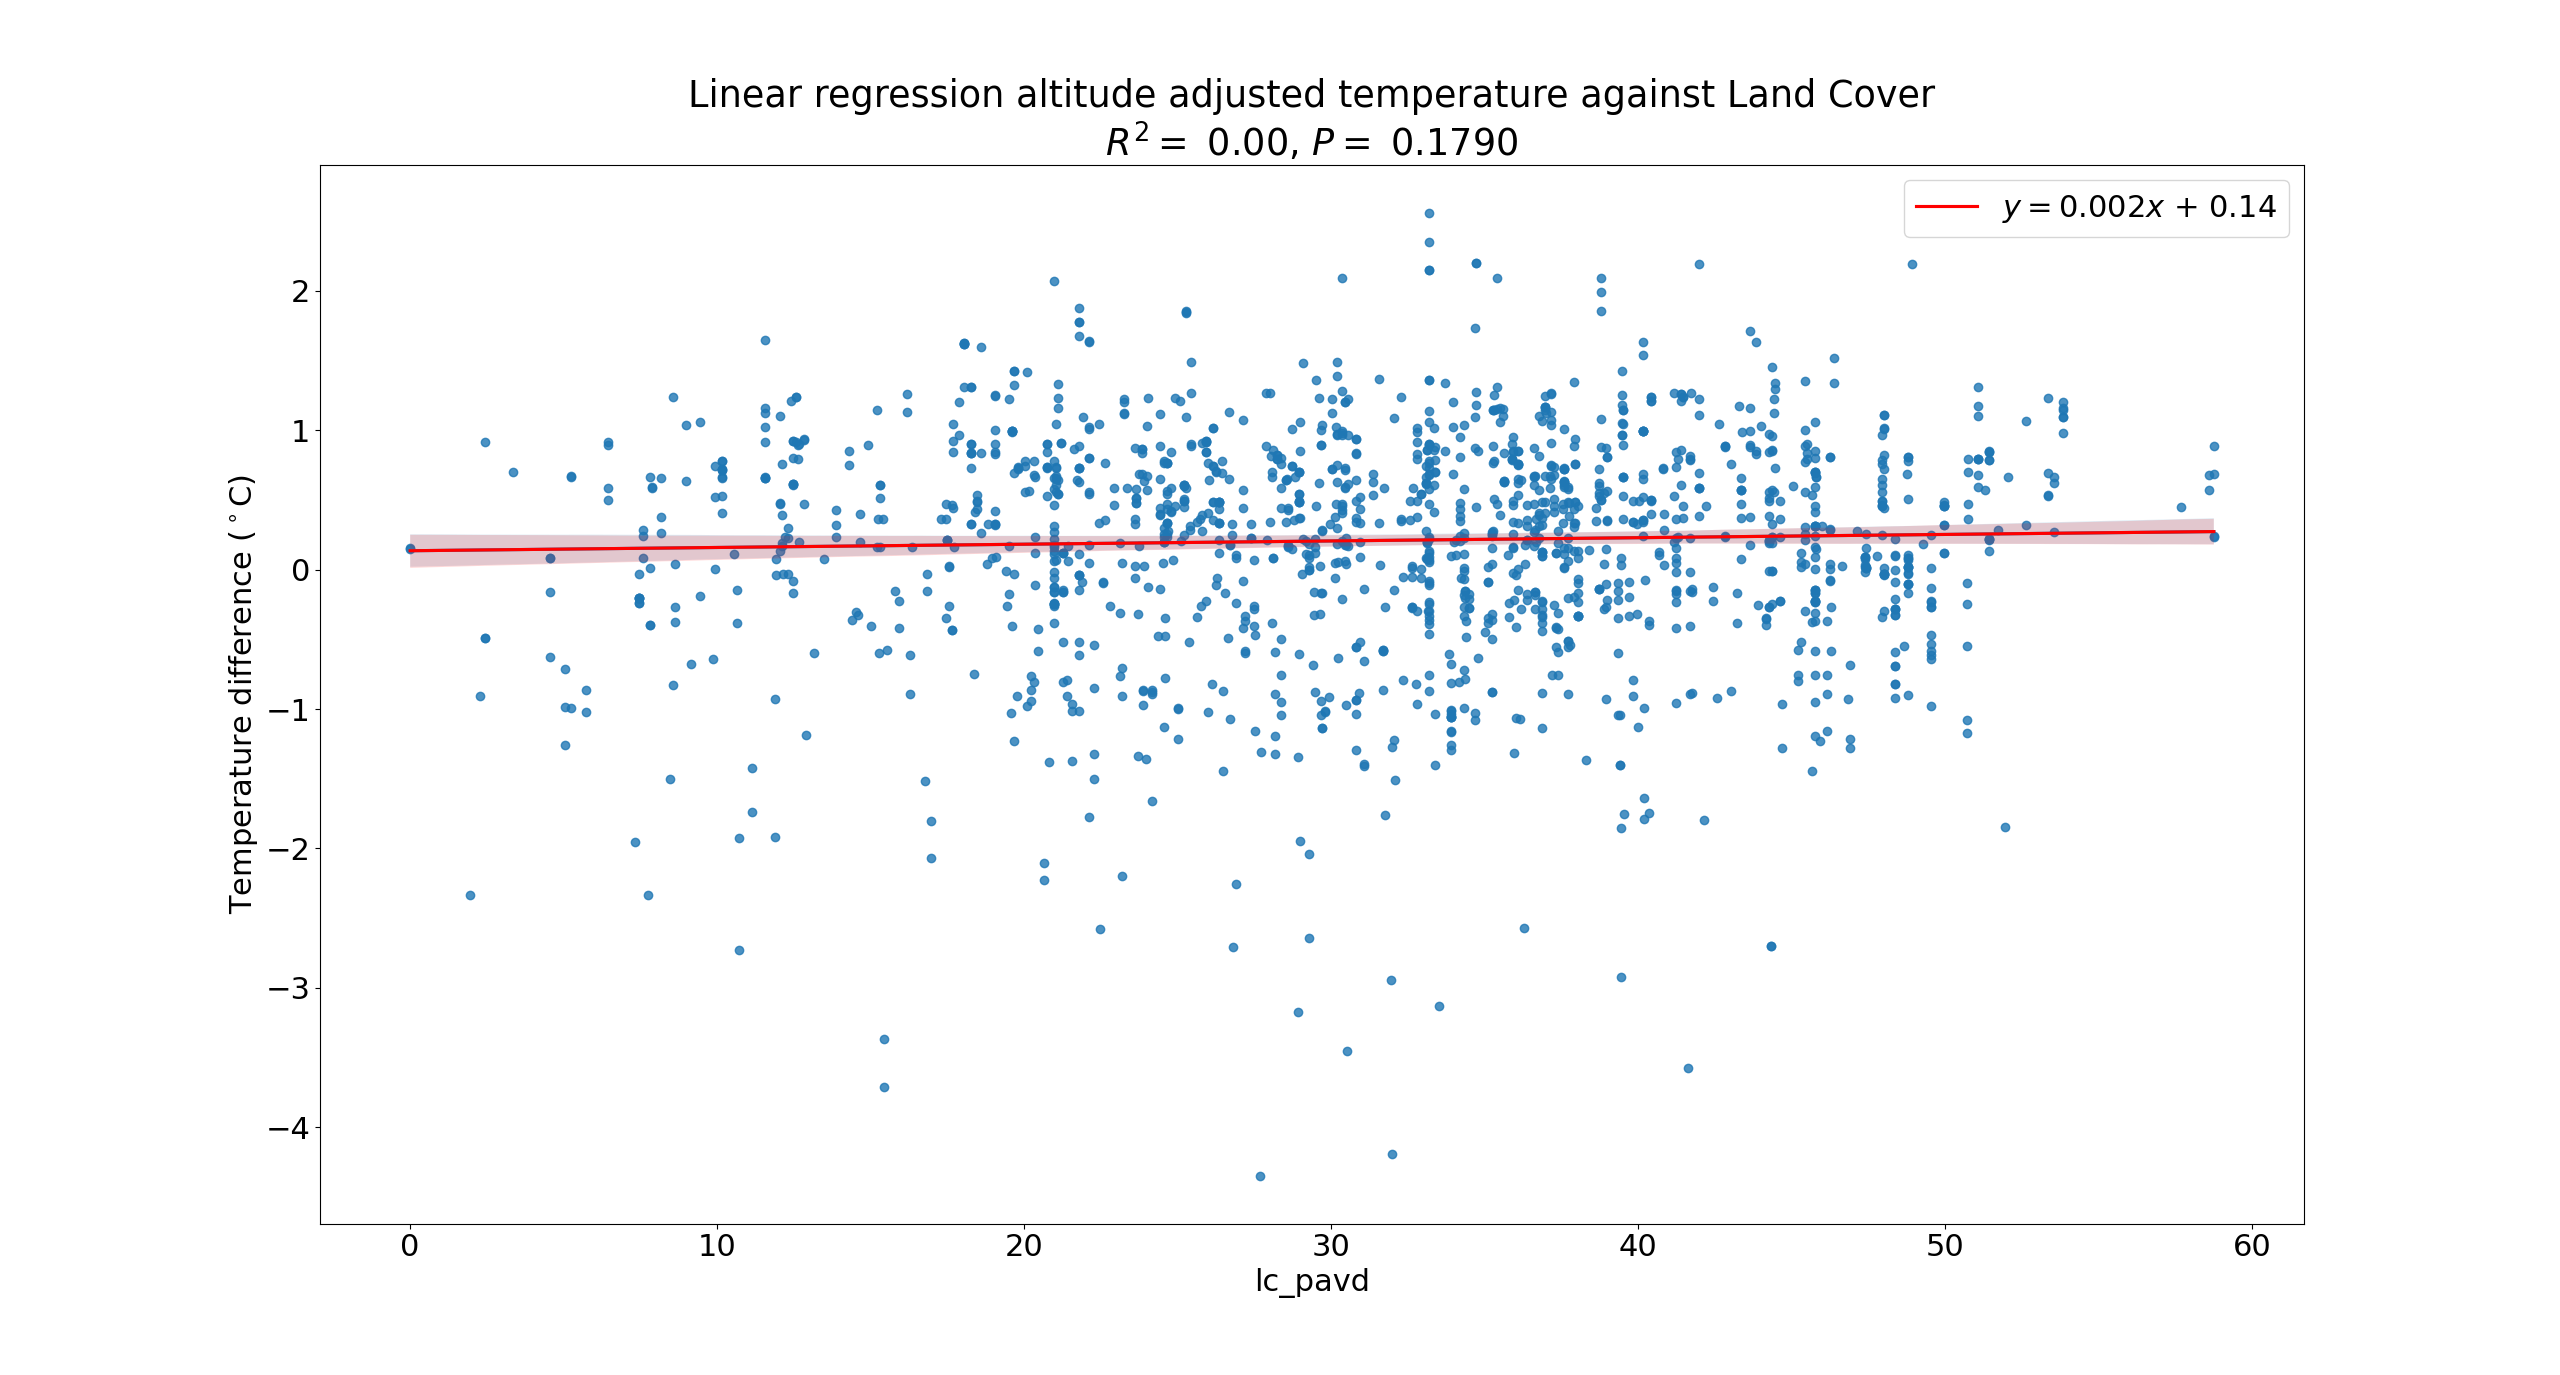 Linear regression altitude adjusted temperature against Land Cover
R² = 0.00, P = 0.1790
y = 0.002x + 0.14
Temperature difference (°C)
2
1
0
−1
−2
−3
−4
0 10 20 30 40 50 60
lc_pavd